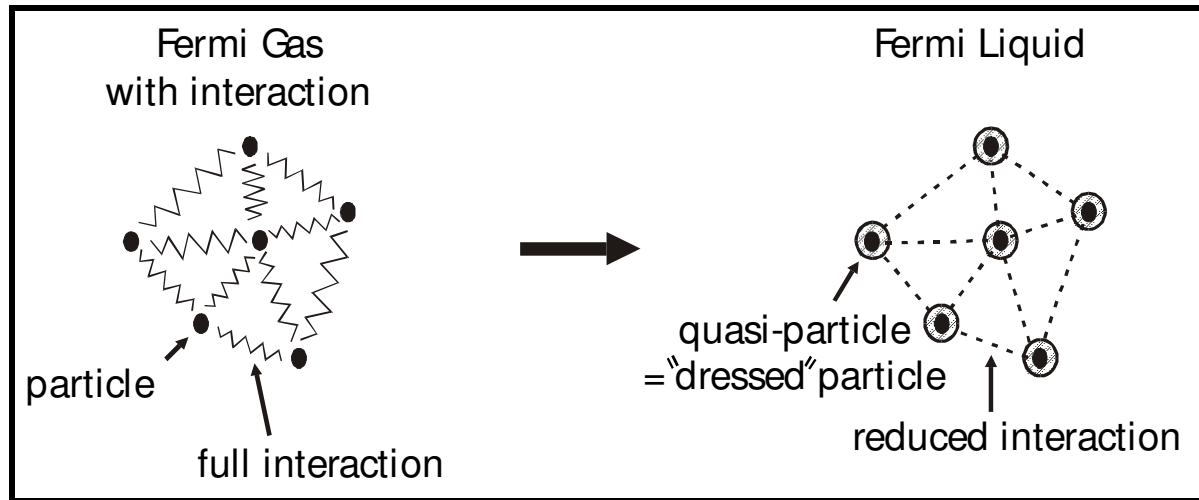 Fermi Gas
with interaction
particle
full interaction
Fermi Liquid
quasi-particle
="dressed" particle
reduced interaction